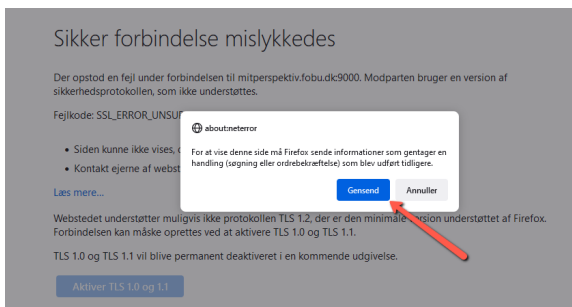 Sikker forbindelse mislykkedes
Der opstod en fejl under forbindelsen til mitperspektiv.fobu.dk:9000. Modparten bruger en version af
sikkerhedsprotokollen, som ikke understøttes.
Fejlkode: SSL_ERROR_UNSU
about:neterror
For at vise denne side må Firefox sende informationer som gentager en
handling (søgning eller ordrebekræftelse) som blev udført tidligere.
Gensend Annuller
• Siden kunne ikke vises,
• Kontakt ejerne af webst
Læs mere...
Webstedet understøtter muligvis ikke protokollen TLS 1.2, der er den minimale version understøttet af Firefox.
Forbindelsen kan måske oprettes ved at aktivere TLS 1.0 og TLS 1.1.
TLS 1.0 og TLS 1.1 vil blive permanent deaktiveret i en kommende udgivelse.
Aktiver TLS 1.0 og 1.1